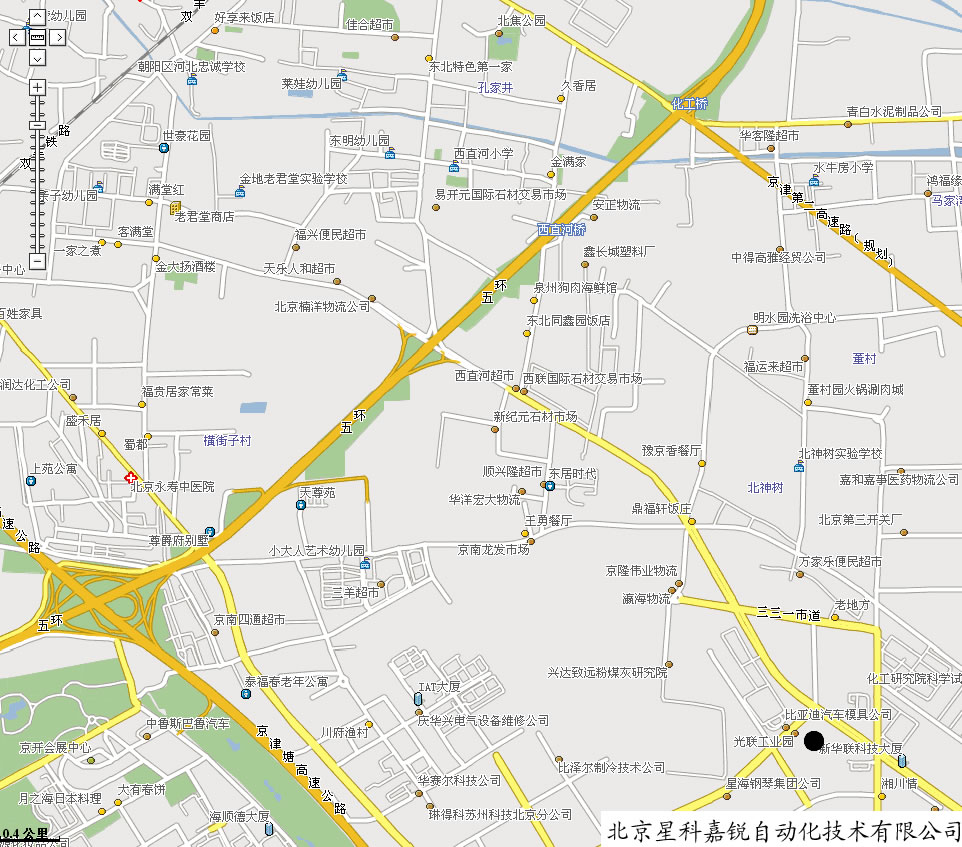 好享来饭店
佳合超市
北焦公园
朝阳区河北忠诚学校
莱娃幼儿园
东北特色第一家
孔家井
久香居
化工桥
青白水泥制品公司
铁路
世豪花园
东明幼儿园
西直河小学
金满家
华客隆超市
水牛房小学
亲子幼儿园
满堂红
金地老君堂实验学校
易开元国际石材交易市场
安正物流
京津第二高速路(规划)
老君堂商店
客满堂
福兴便民超市
西直河桥
一家之煮
金大扬酒楼
天乐人和超市
鑫长城塑料厂
中得高雅经贸公司
五环
泉州狗肉海鲜馆
百姓家具
北京楠洋物流公司
东北同鑫园饭店
明水园洗浴中心
董村
福运来超市
润达化工公司
福贵居家常菜
西直河超市
西联国际石材交易市场
董村园火锅涮肉城
盛禾居
新纪元石材市场
五环
蜀都
横街子村
豫京香餐厅
北神树实验学校
上苑公寓
北京永寿中医院
顺兴隆超市
东居时代
北神树
嘉和嘉事医药物流公司
天尊苑
华洋宏大物流
鼎福轩饭庄
王勇餐厅
北京第三开关厂
尊爵府别墅
小大人艺术幼儿园
京南龙发市场
万家乐便民超市
京隆伟业物流
三羊超市
瀛海物流
老地方
三三一市道
五环
京南四通超市
兴达致远粉煤灰研究院
化工研究院科学试
泰福春老年公寓
IAT大厦
比亚迪汽车模具公司
中鲁斯巴鲁汽车
川府渔村
庆华兴电气设备维修公司
光联工业园
新华联科技大厦
京开会展中心
京津塘高速公路
华赛尔科技公司
比泽尔制冷技术公司
星海钢琴集团公司
湘川情
月之海日本料理
大有春饼
海顺德大厦
琳得科苏州科技北京分公司
0.4 公里
北京星科嘉锐自动化技术有限公司